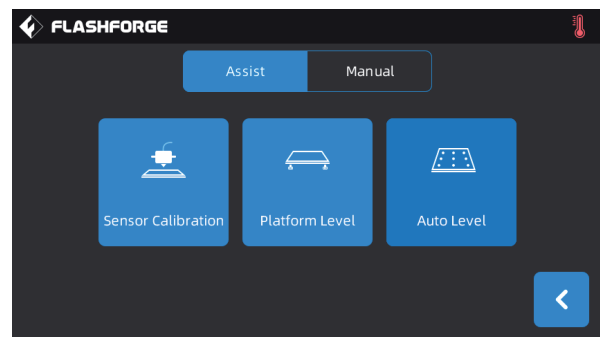 FLASHFORGE
Assist Manual
Sensor Calibration Platform Level Auto Level